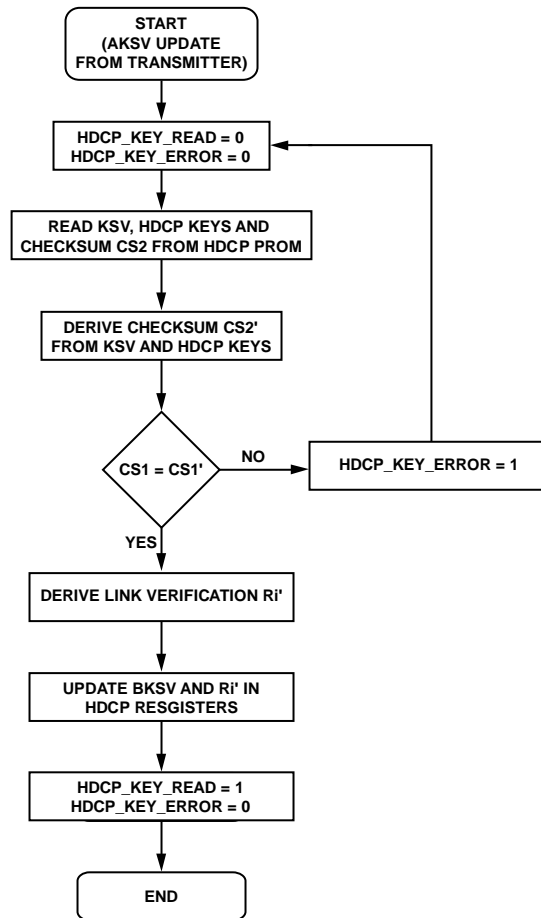 START
(AKSV UPDATE
FROM TRANSMITTER)
HDCP_KEY_READ = 0
HDCP_KEY_ERROR = 0
READ KSV, HDCP KEYS AND
CHECKSUM CS2 FROM HDCP PROM
DERIVE CHECKSUM CS2'
FROM KSV AND HDCP KEYS
CS1 = CS1'
NO
HDCP_KEY_ERROR = 1
YES
DERIVE LINK VERIFICATION Ri'
UPDATE BKSV AND Ri' IN
HDCP RESGISTERS
HDCP_KEY_READ = 1
HDCP_KEY_ERROR = 0
END